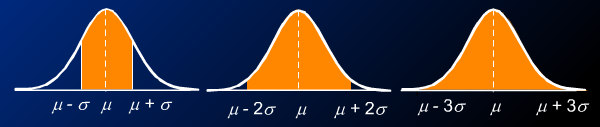 μ - σ μ μ + σ
μ - 2σ μ μ + 2σ
μ - 3σ μ μ + 3σ